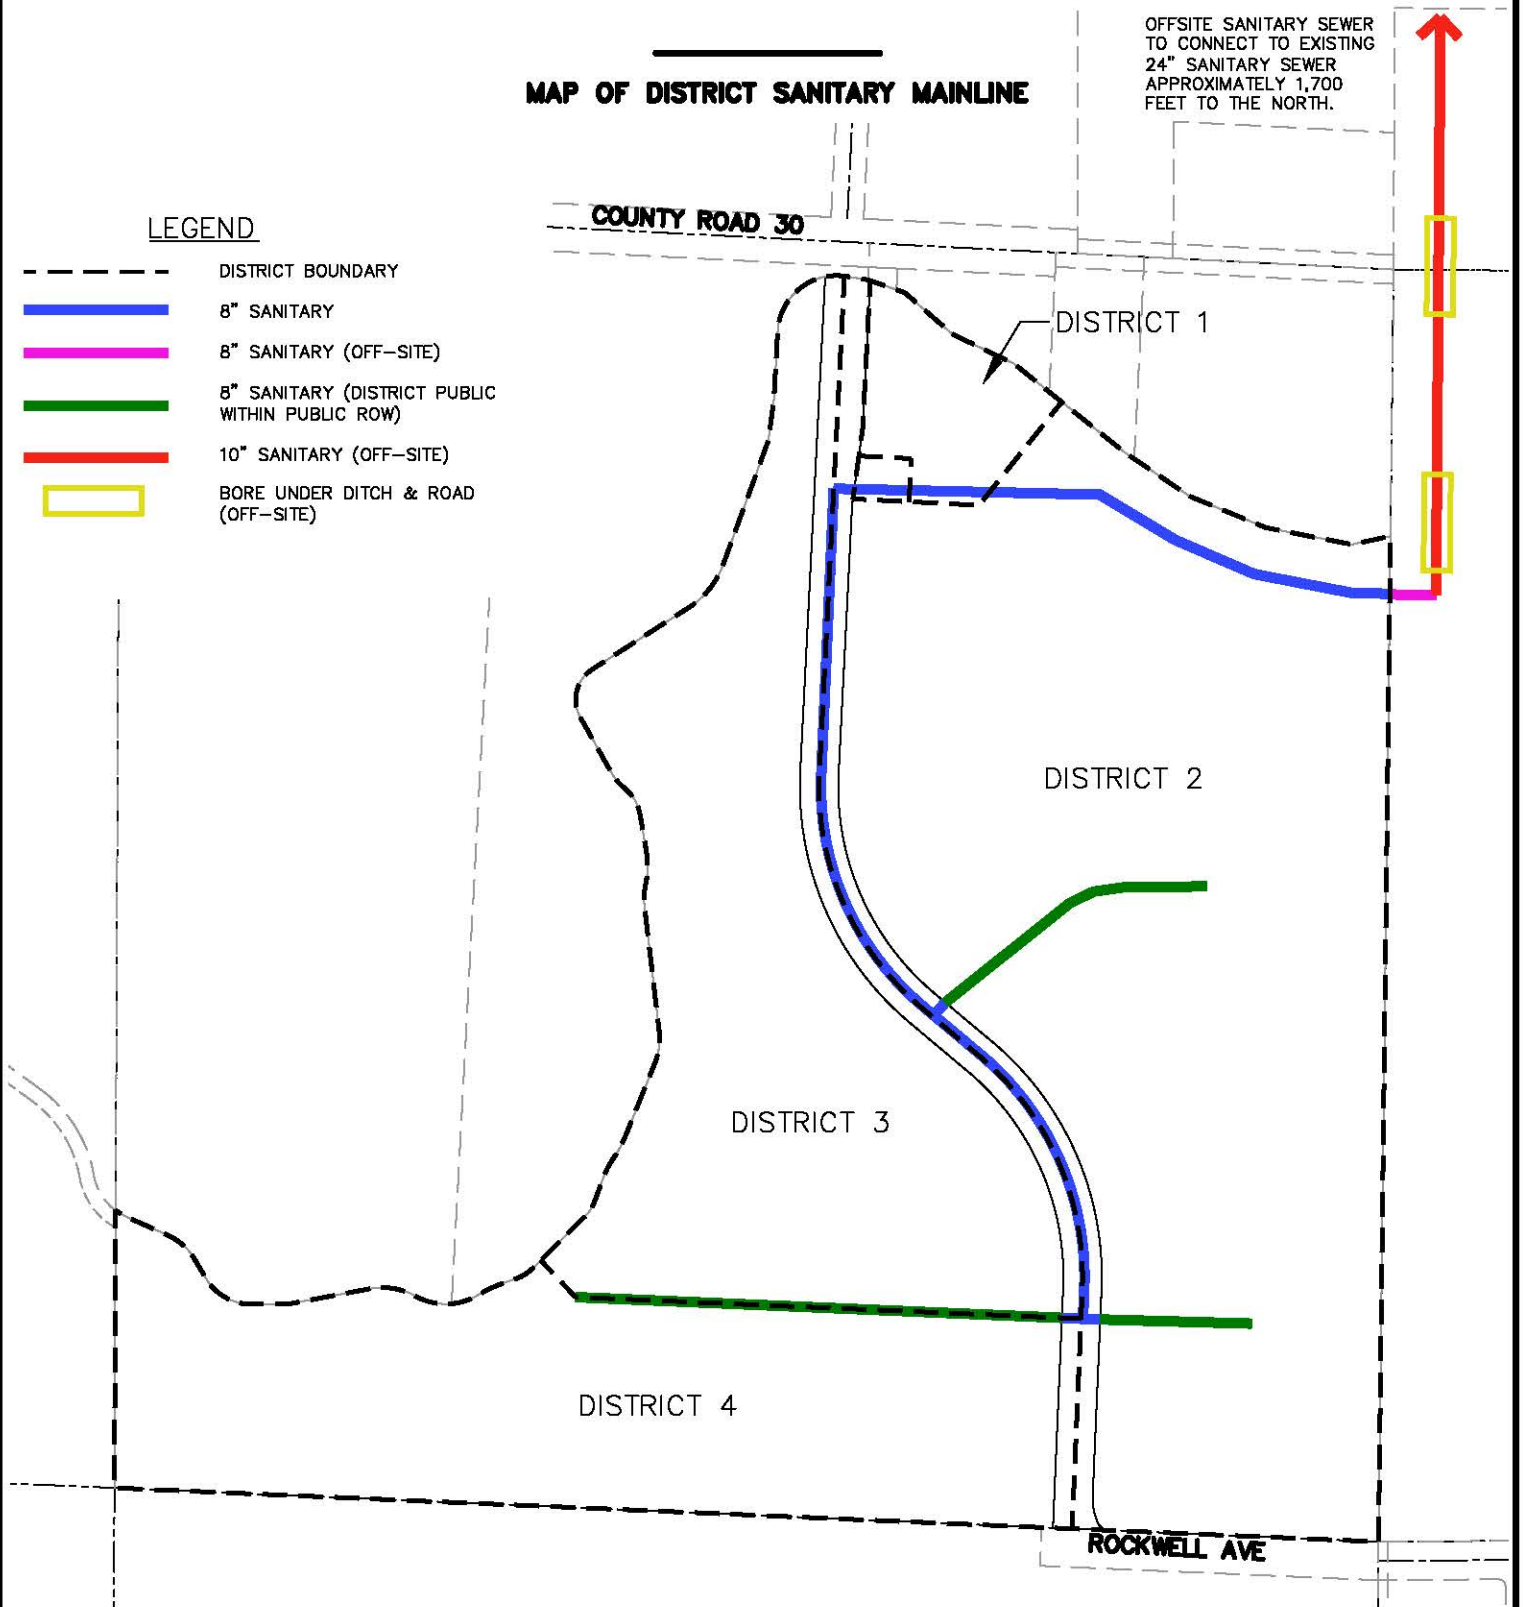 OFFSITE SANITARY SEWER
TO CONNECT TO EXISTING
24" SANITARY SEWER
APPROXIMATELY 1,700
FEET TO THE NORTH.
MAP OF DISTRICT SANITARY MAINLINE
COUNTY ROAD 30
LEGEND
DISTRICT BOUNDARY
8" SANITARY
8" SANITARY (OFF-SITE)
8" SANITARY (DISTRICT PUBLIC
WITHIN PUBLIC ROW)
10" SANITARY (OFF-SITE)
BORE UNDER DITCH & ROAD
(OFF-SITE)
DISTRICT 1
DISTRICT 2
DISTRICT 3
DISTRICT 4
ROCKWELL AVE